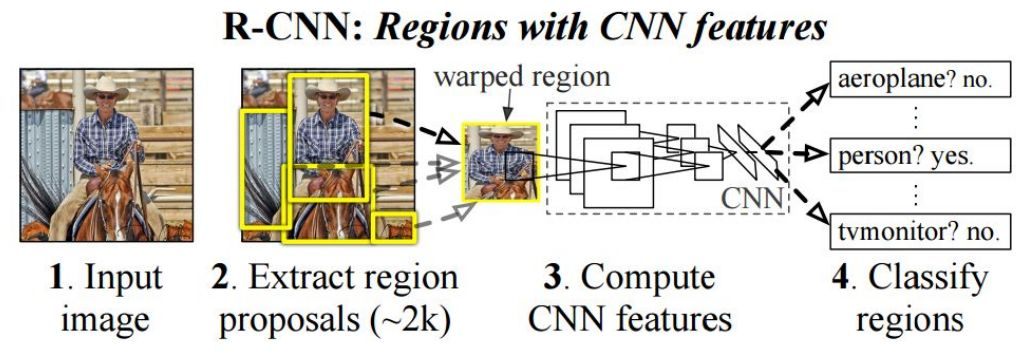 R-CNN: Regions with CNN features
warped region
aeroplane? no.
person? yes.
tvmonitor? no.
CNN
1. Input
image
2. Extract region
proposals (~2k)
3. Compute
CNN features
4. Classify
regions